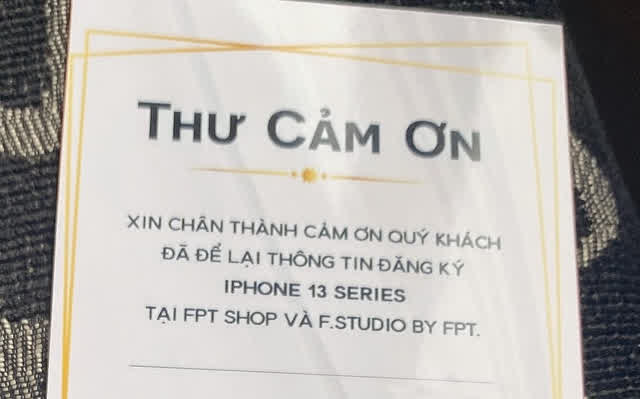 THƯ CẢM ƠN
XIN CHÂN THÀNH CẢM ƠN QUÝ KHÁCH
ĐÃ ĐỂ LẠI THÔNG TIN ĐĂNG KÝ
IPHONE 13 SERIES
TẠI FPT SHOP VÀ F.STUDIO BY FPT.